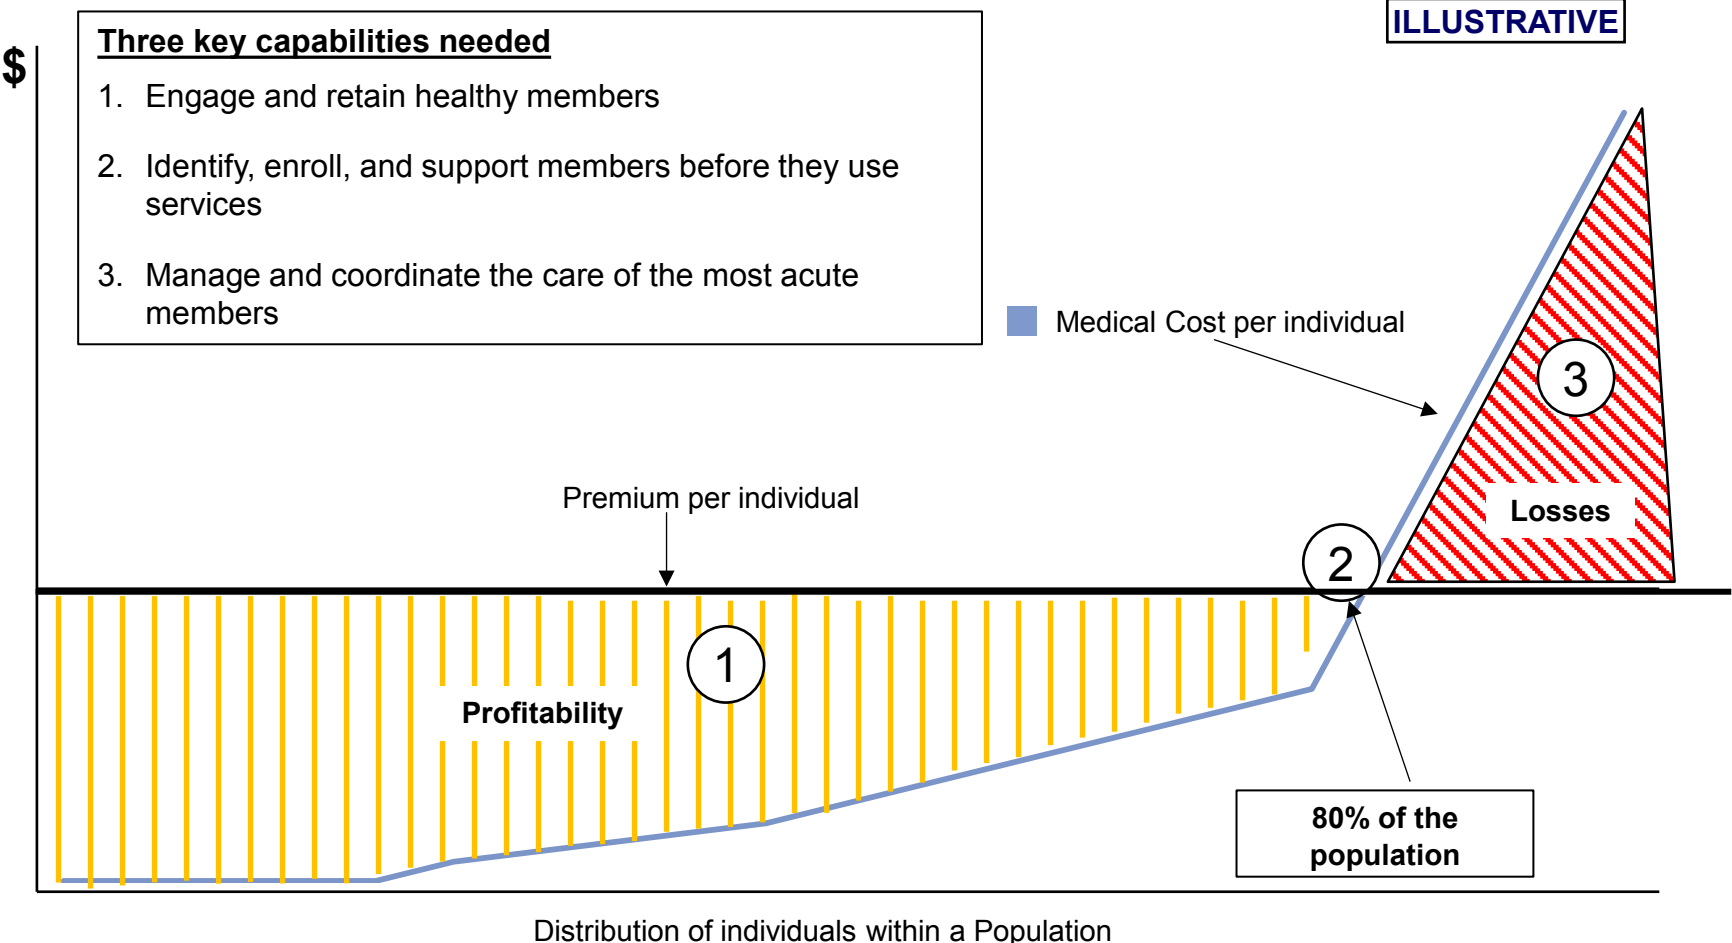 ILLUSTRATIVE
$
Three key capabilities needed
1. Engage and retain healthy members
2. Identify, enroll, and support members before they use
services
3. Manage and coordinate the care of the most acute
members
Medical Cost per individual
3
Premium per individual
Losses
2
1
Profitability
80% of the
population
Distribution of individuals within a Population